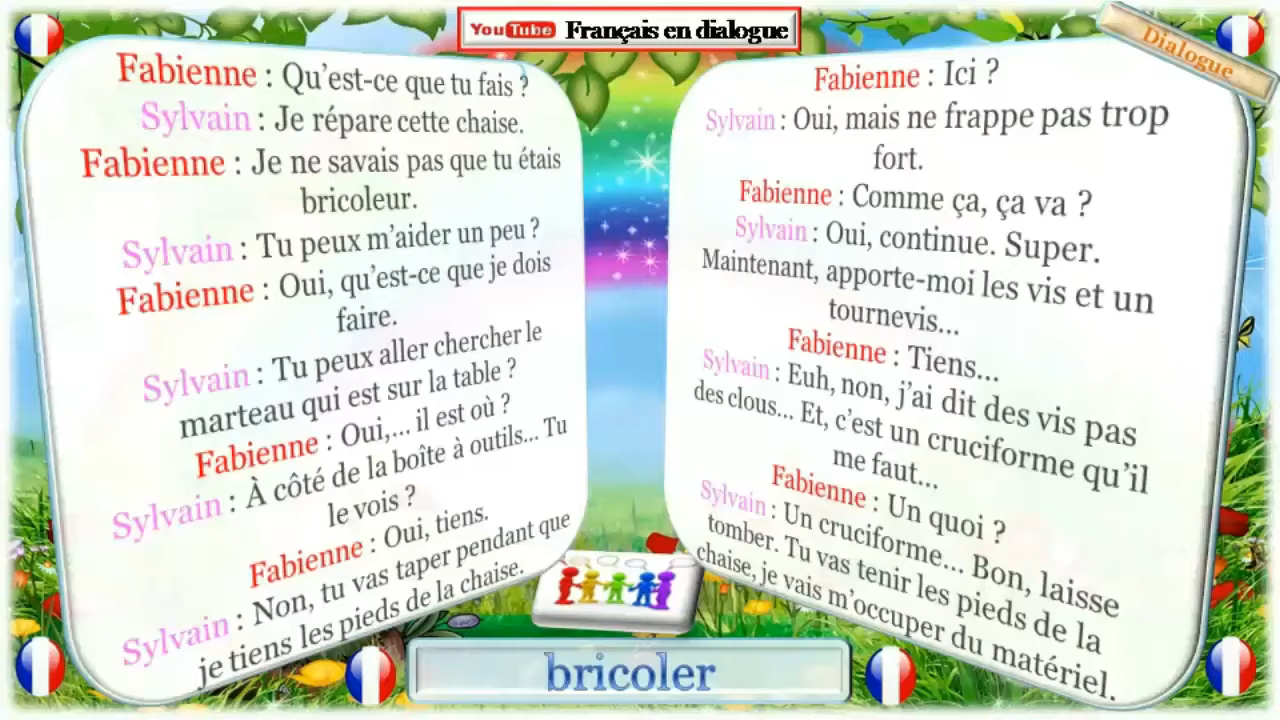 YouTube Français en dialogue
Dialogue
Fabienne : Qu'est-ce que tu fais ?
Sylvain : Je répare cette chaise.
Fabienne : Je ne savais pas que tu étais
bricoleur.
Sylvain : Tu peux m'aider un peu ?
Fabienne : Oui, qu'est-ce que je dois
faire.
Sylvain : Tu peux aller chercher le
marteau qui est sur la table ?
Fabienne : Oui,... il est où ?
Sylvain : À côté de la boîte à outils... Tu
le vois ?
Fabienne : Oui, tiens.
Sylvain : Non, tu vas taper pendant que
je tiens les pieds de la chaise.
Fabienne : Ici ?
Sylvain : Oui, mais ne frappe pas trop
fort.
Fabienne : Comme ça, ça va ?
Sylvain : Oui, continue. Super.
Maintenant, apporte-moi les vis et un
tournevis...
Fabienne : Tiens...
Sylvain : Euh, non, j'ai dit des vis pas
des clous... Et, c'est un cruciforme qu'il
me faut...
Fabienne : Un quoi ?
Sylvain : Un cruciforme... Bon, laisse
tomber. Tu vas tenir les pieds de la
chaise, je vais m'occuper du matériel.
bricoler